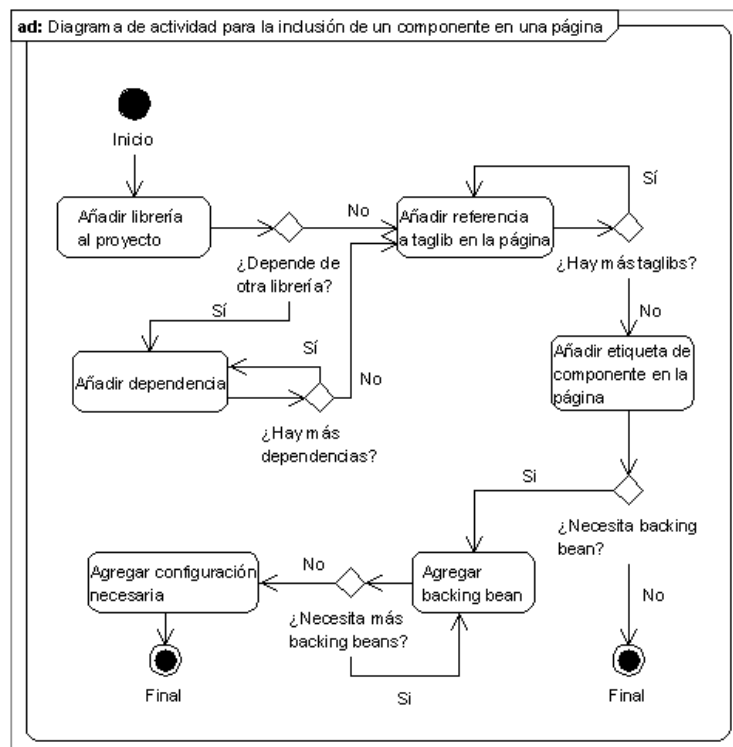 ad: Diagrama de actividad para la inclusión de un componente en una página
Inicio
Añadir librería
al proyecto
No
¿Depende de
otra librería?
Sí
Añadir referencia
a taglib en la página
Sí
¿Hay más taglibs?
No
Añadir dependencia
Sí
No
¿Hay más
dependencias?
Añadir etiqueta de
componente en la
página
Si
¿Necesita backing
bean?
No
Final
Agregar
backing bean
No
¿Necesita más
backing beans?
Si
Agregar configuración
necesaria
Final